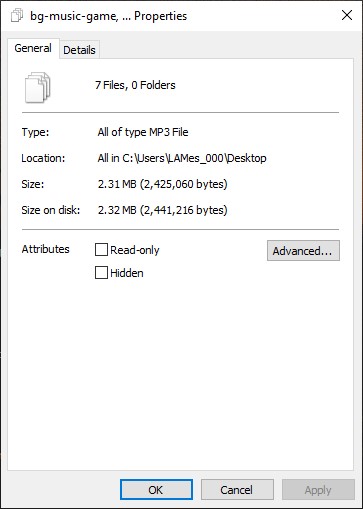 bg-music-game, ... Properties
General Details
7 Files, 0 Folders
Type: All of type MP3 File
Location: All in C:\Users\LAMes_000\Desktop
Size: 2.31 MB (2,425,060 bytes)
Size on disk: 2.32 MB (2,441,216 bytes)
Attributes Read-only Advanced...
Hidden
OK Cancel Apply